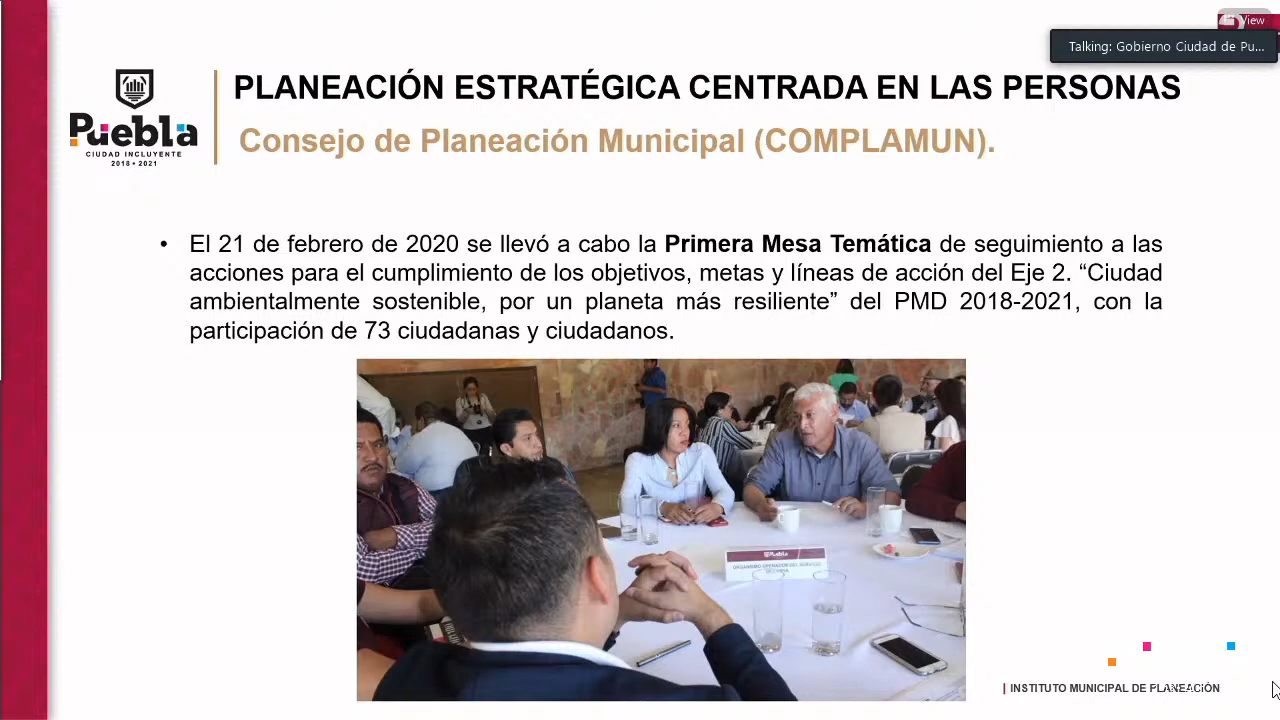 View
Talking: Gobierno Ciudad de Pu...
PLANEACIÓN ESTRATÉGICA CENTRADA EN LAS PERSONAS
Puebla
CIUDAD INCLUYENTE
2018 • 2021
Consejo de Planeación Municipal (COMPLAMUN).
• El 21 de febrero de 2020 se llevó a cabo la Primera Mesa Temática de seguimiento a las
acciones para el cumplimiento de los objetivos, metas y líneas de acción del Eje 2. “Ciudad
ambientalmente sostenible, por un planeta más resiliente” del PMD 2018-2021, con la
participación de 73 ciudadanas y ciudadanos.
Puebla
ORGANISMO OPERADOR DEL SERVICIO
| INSTITUTO MUNICIPAL DE PLANEACIÓN